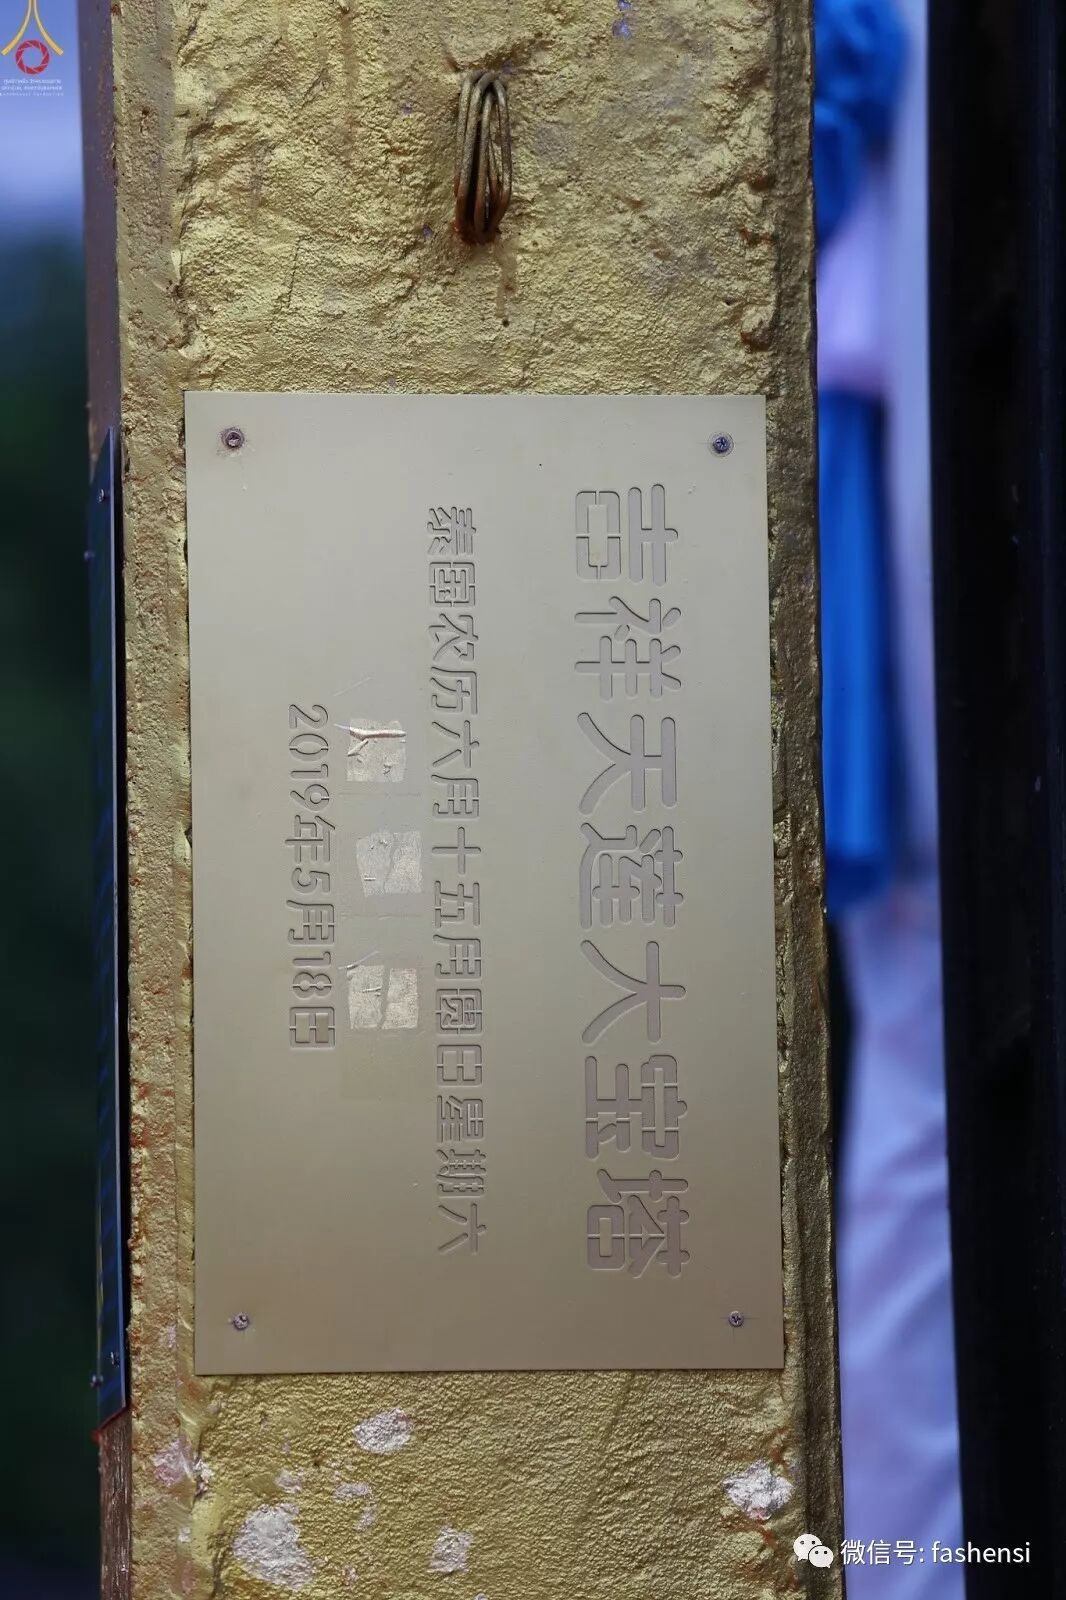 吉祥天莲大宝塔
泰国农历六月十五月圆日星期六
2019年5月18日
微信号: fashensi